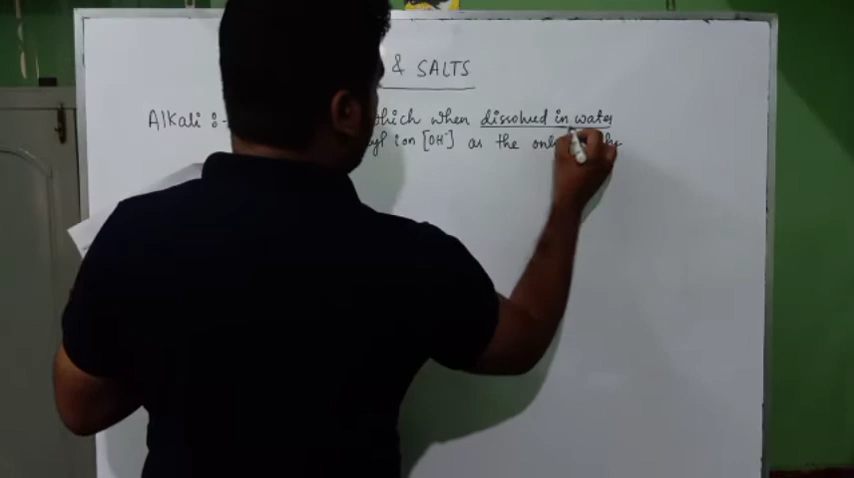 & SALTS
Alkali :- which when dissolved in water
yl ion [OH⁻] as the only